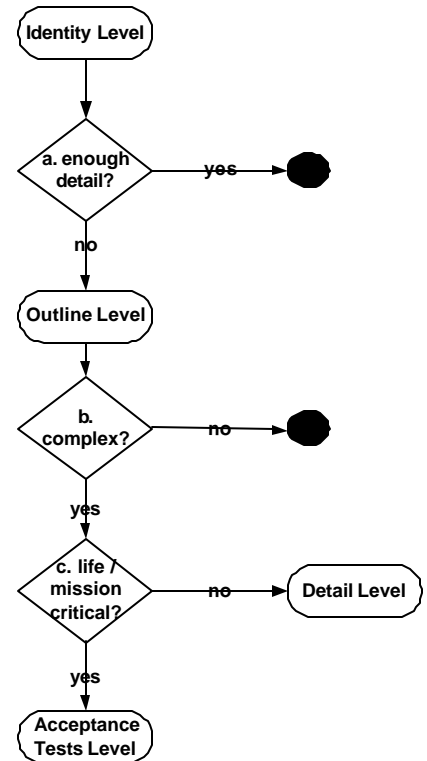 Identity Level
a. enough
detail?
yes
no
Outline Level
b.
complex?
no
yes
c. life /
mission
critical?
no
Detail Level
yes
Acceptance
Tests Level